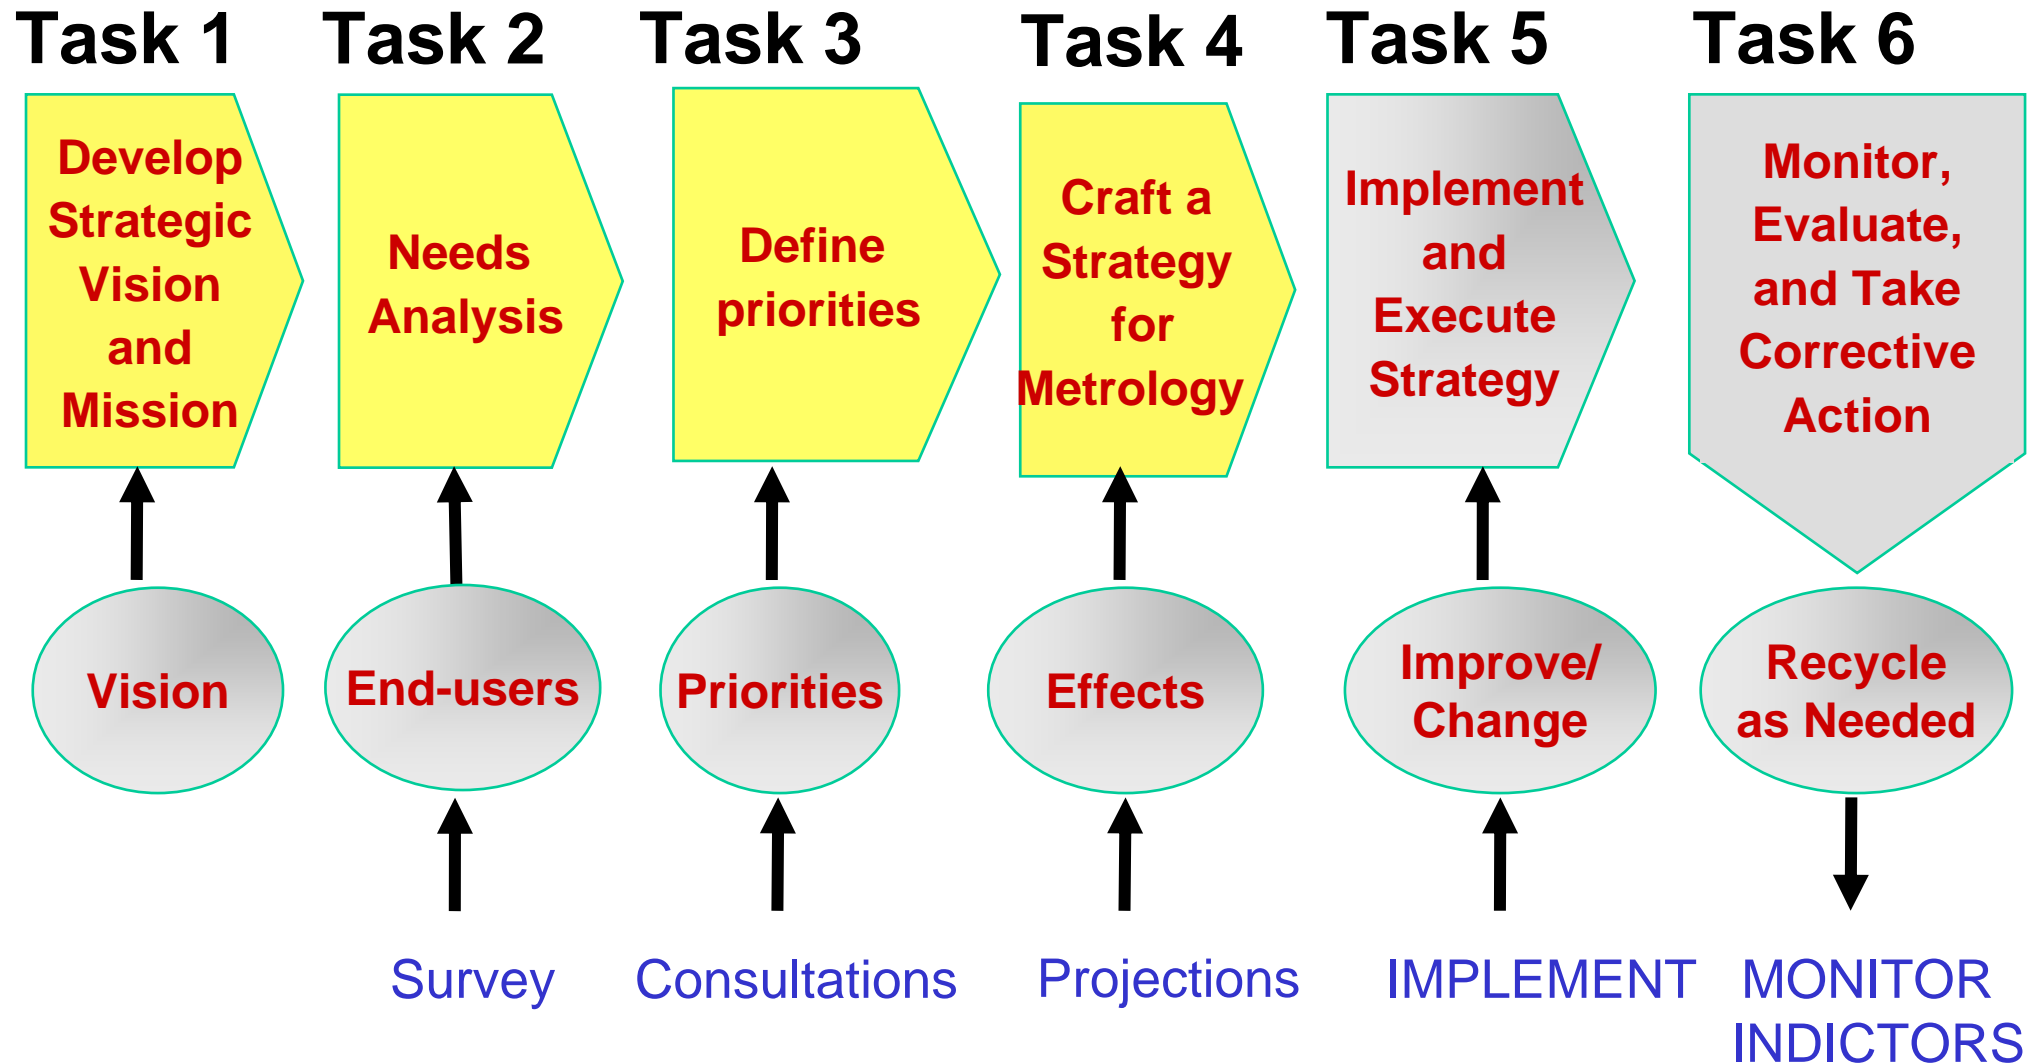 Task 1
Task 2
Task 3
Task 4
Task 5
Task 6
Develop
Strategic
Vision
and
Mission
Needs
Analysis
Define
priorities
Craft a
Strategy
for
Metrology
Implement
and
Execute
Strategy
Monitor,
Evaluate,
and Take
Corrective
Action
Vision
End-users
Priorities
Effects
Improve/
Change
Recycle
as Needed
Survey
Consultations
Projections
IMPLEMENT
MONITOR
INDICTORS